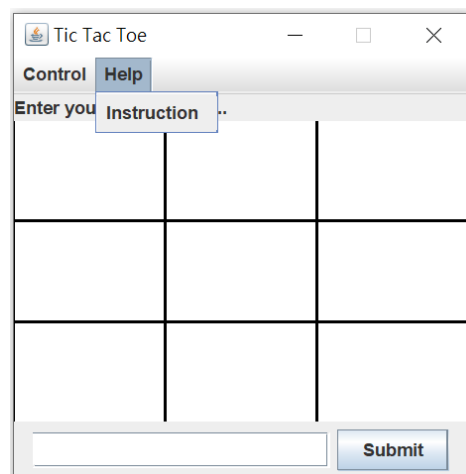 Tic Tac Toe
Control Help
Enter you ..
Instruction
Submit